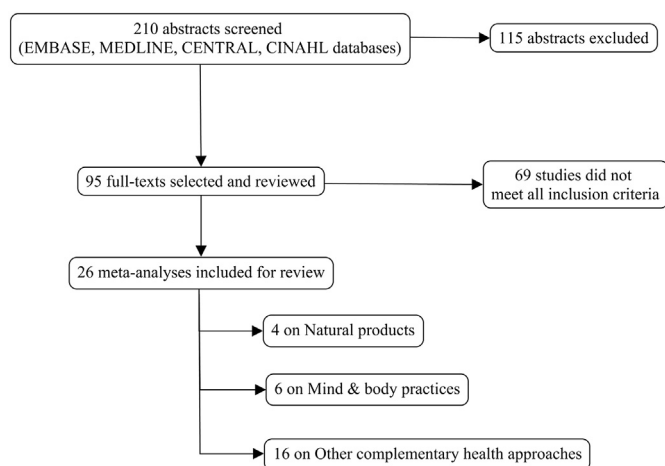 210 abstracts screened
(EMBASE, MEDLINE, CENTRAL, CINAHL databases)
115 abstracts excluded
95 full-texts selected and reviewed
69 studies did not
meet all inclusion criteria
26 meta-analyses included for review
4 on Natural products
6 on Mind & body practices
16 on Other complementary health approaches